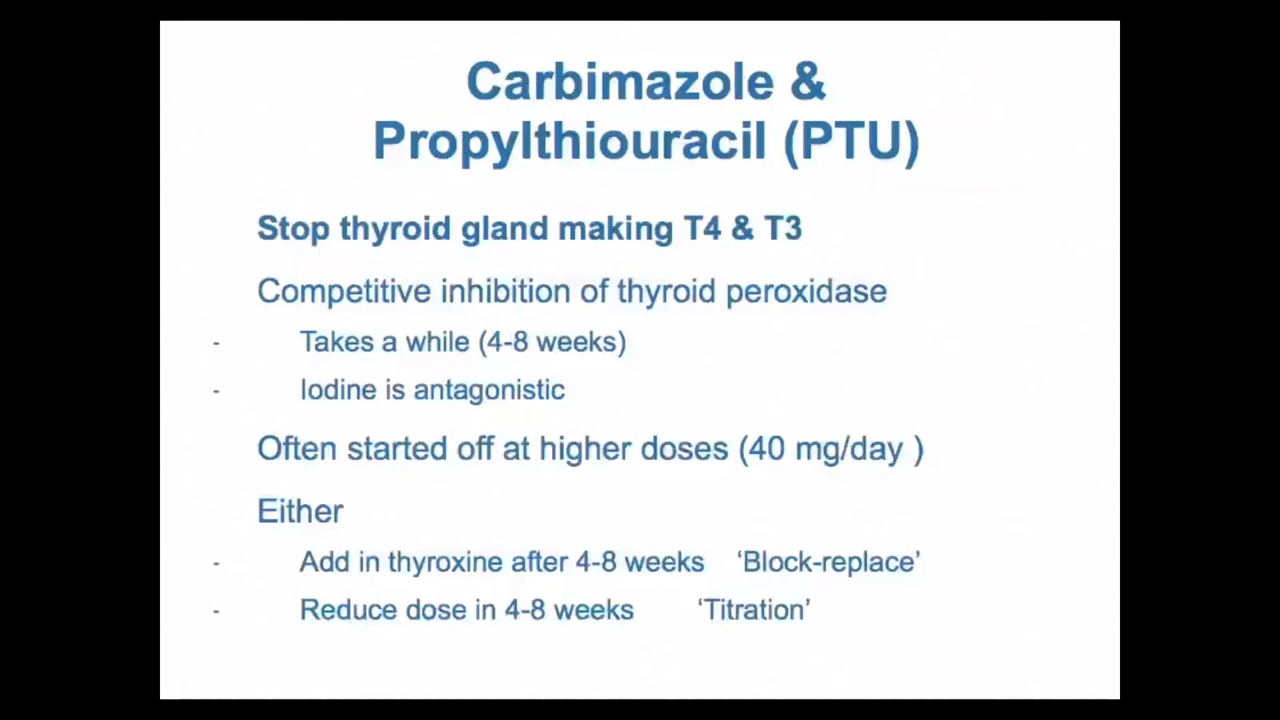 Carbimazole &
Propylthiouracil (PTU)
Stop thyroid gland making T4 & T3
Competitive inhibition of thyroid peroxidase
- Takes a while (4-8 weeks)
- Iodine is antagonistic
Often started off at higher doses (40 mg/day )
Either
- Add in thyroxine after 4-8 weeks ‘Block-replace’
- Reduce dose in 4-8 weeks ‘Titration’